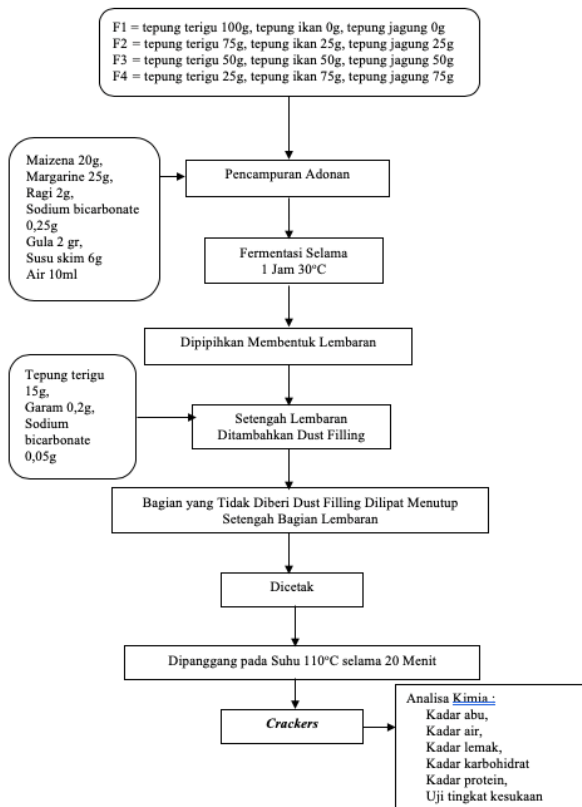 F1 = tepung terigu 100g, tepung ikan 0g, tepung jagung 0g
F2 = tepung terigu 75g, tepung ikan 25g, tepung jagung 25g
F3 = tepung terigu 50g, tepung ikan 50g, tepung jagung 50g
F4 = tepung terigu 25g, tepung ikan 75g, tepung jagung 75g
Maizena 20g,
Margarine 25g,
Ragi 2g,
Sodium bicarbonate
0,25g
Gula 2 gr,
Susu skim 6g
Air 10ml
Pencampuran Adonan
Fermentasi Selama
1 Jam 30°C
Dipipihkan Membentuk Lembaran
Tepung terigu
15g,
Garam 0,2g,
Sodium
bicarbonate
0,05g
Setengah Lembaran
Ditambahkan Dust Filling
Bagian yang Tidak Diberi Dust Filling Dilipat Menutup
Setengah Bagian Lembaran
Dicetak
Dipanggang pada Suhu 110°C selama 20 Menit
Crackers
Analisa Kimia :
Kadar abu,
Kadar air,
Kadar lemak,
Kadar karbohidrat
Kadar protein,
Uji tingkat kesukaan